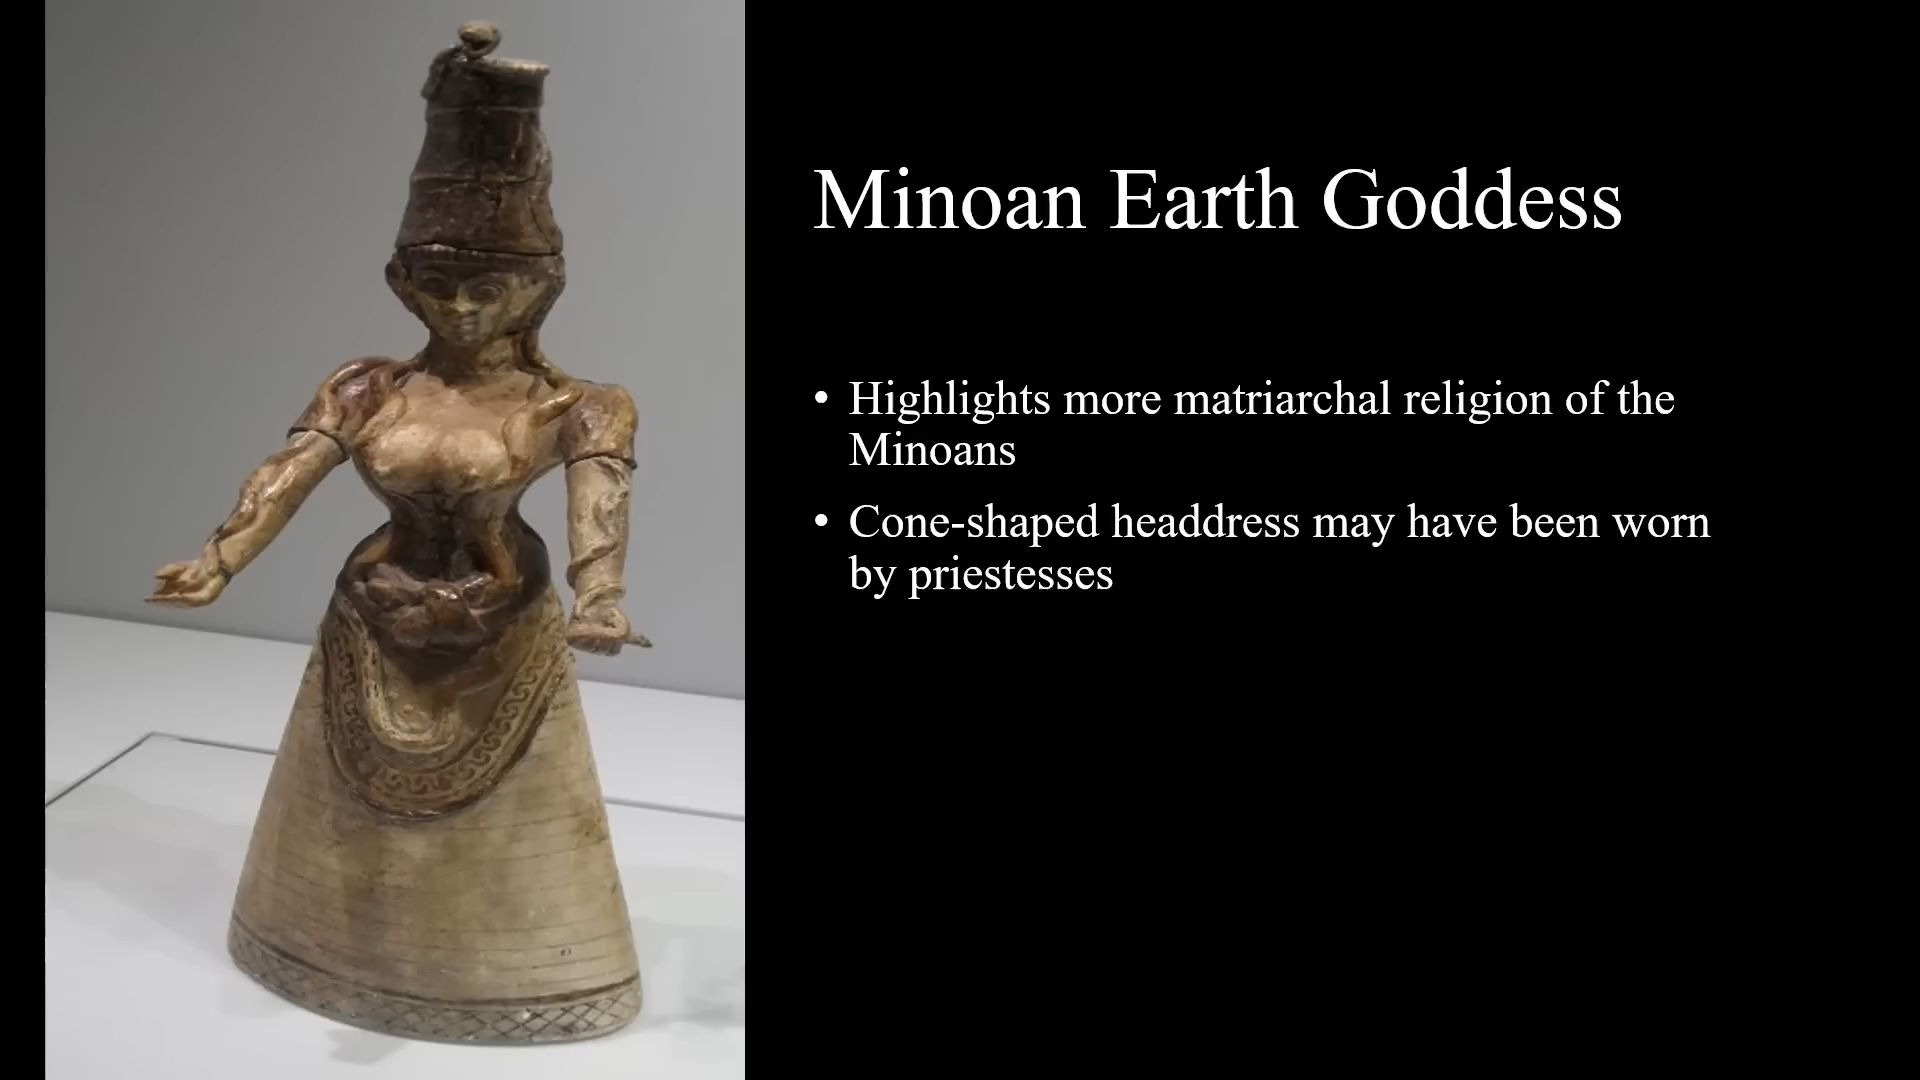 Minoan Earth Goddess
• Highlights more matriarchal religion of the
Minoans
• Cone-shaped headdress may have been worn
by priestesses